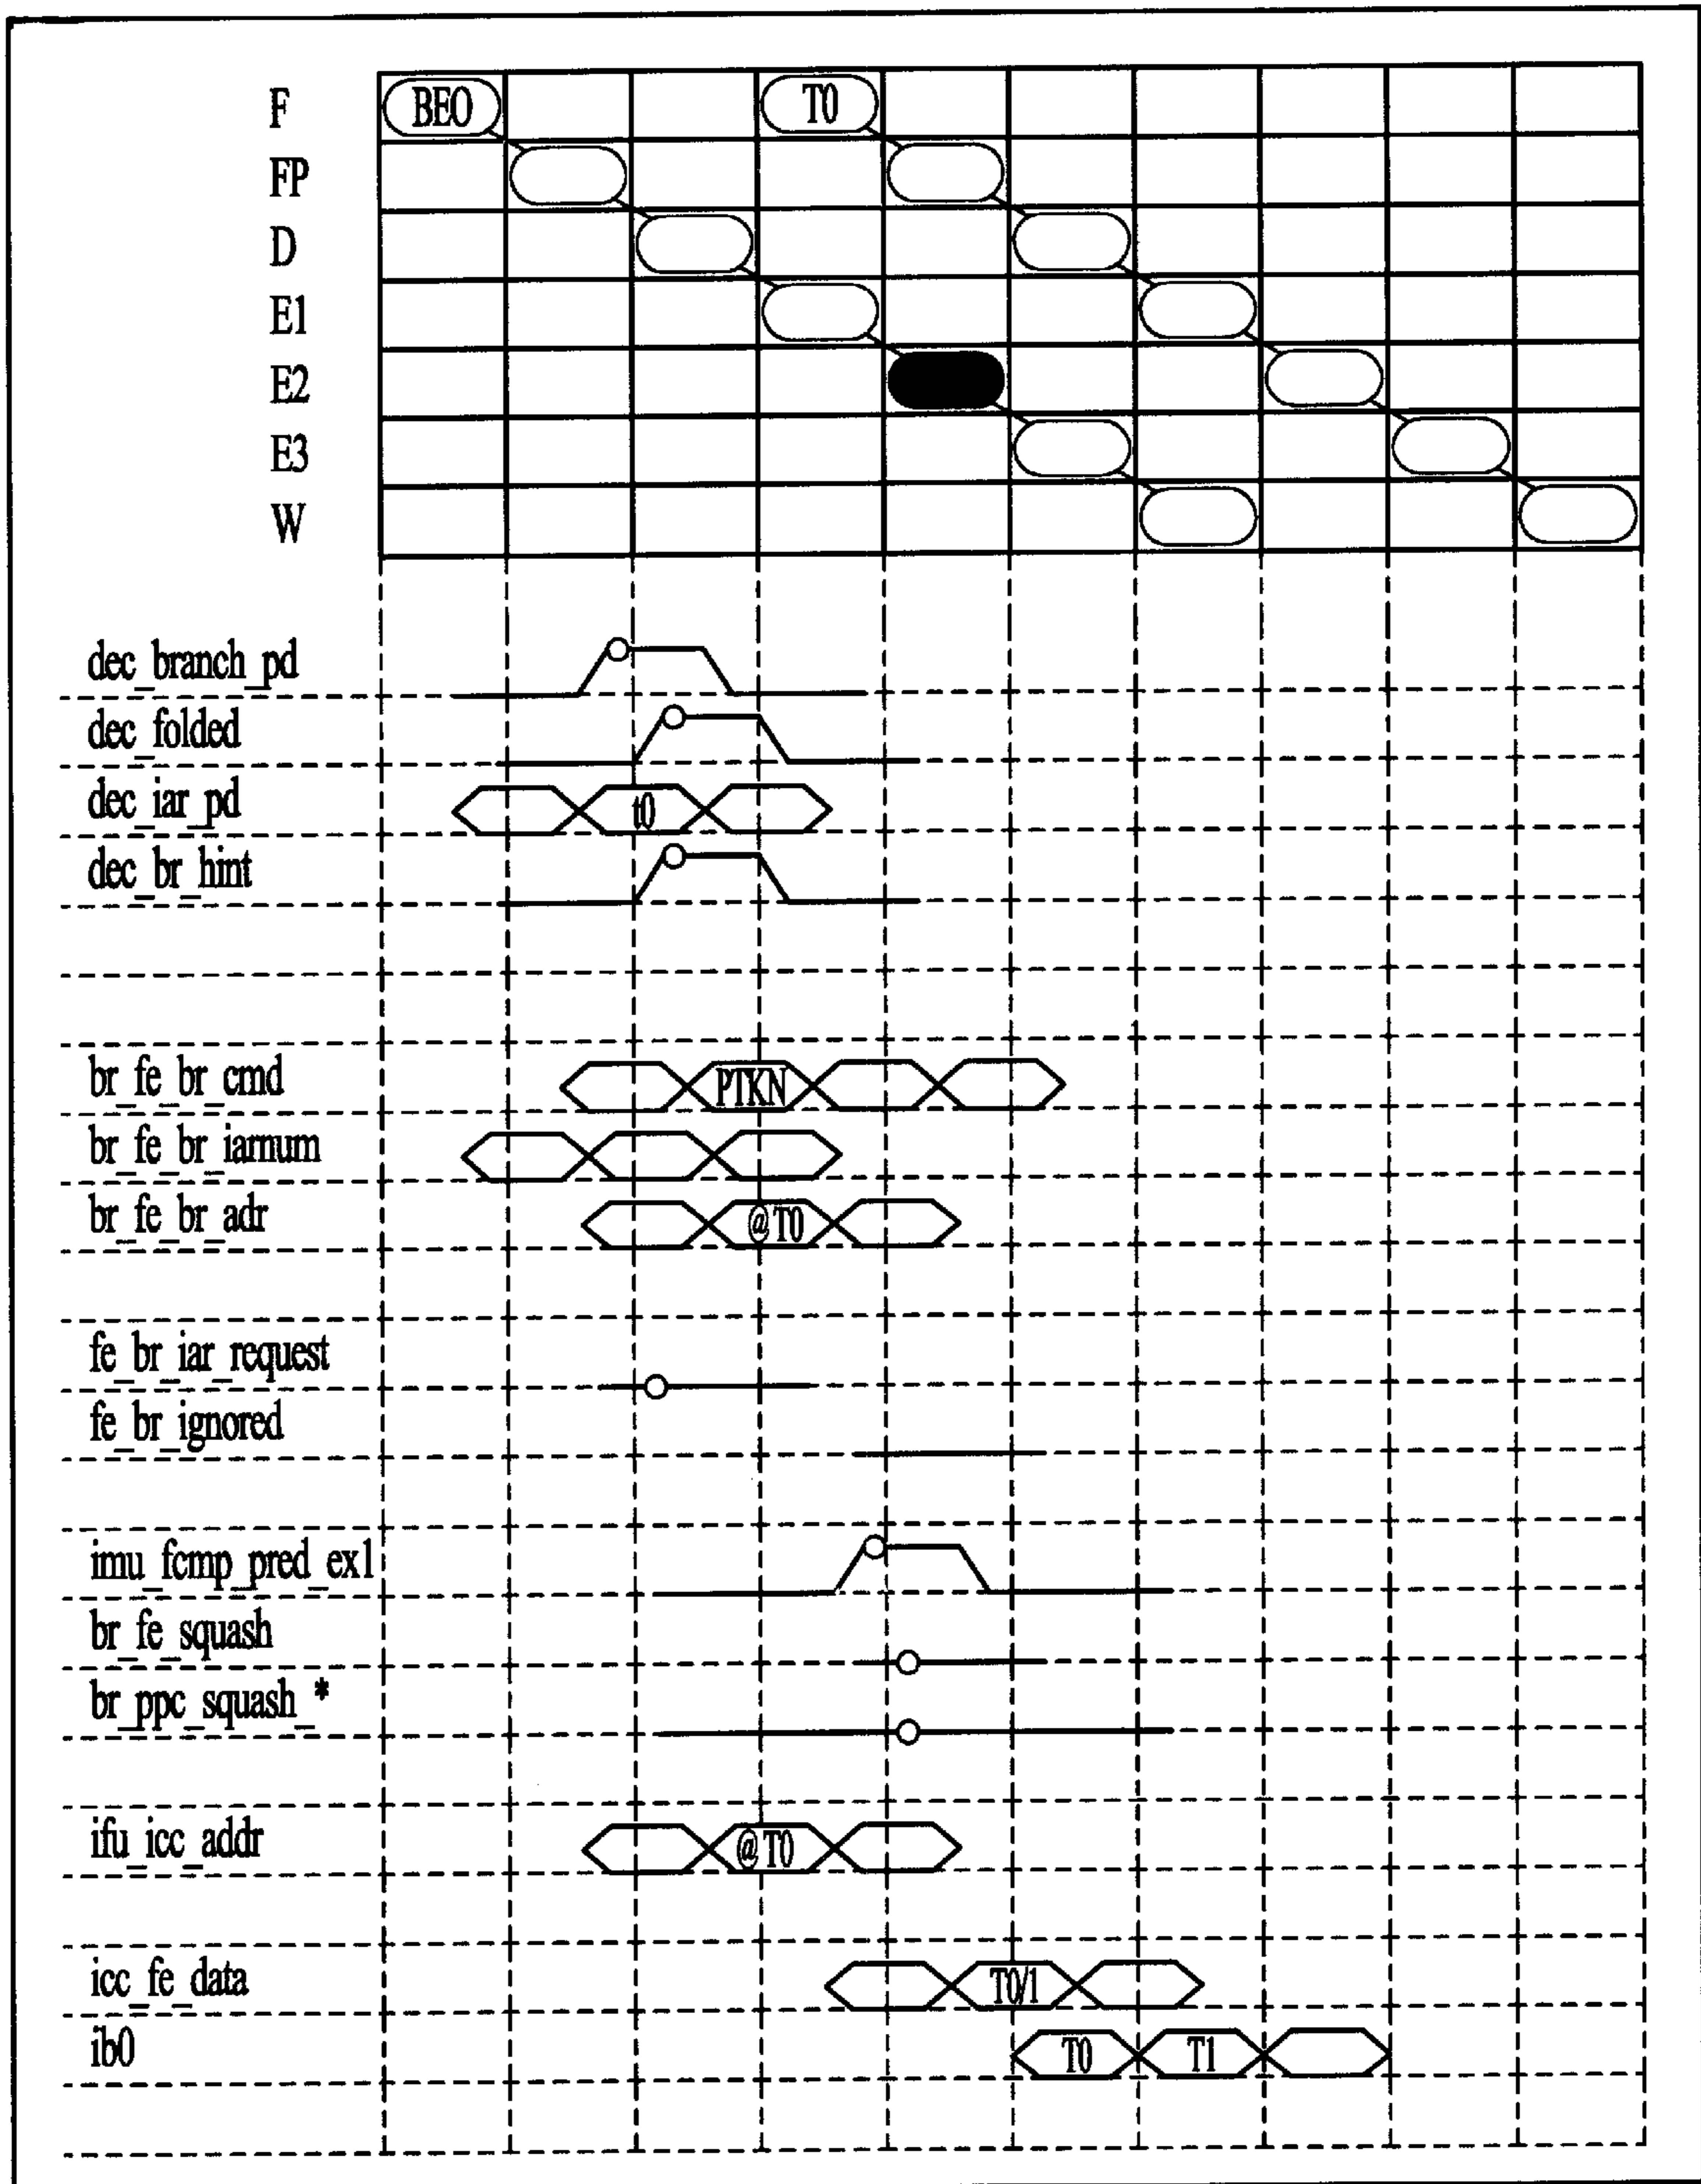 F BEO T0
FP
D
E1
E2
E3
W
dec_branch_pd
dec_folded
dec_iar_pd t0
dec_br_hint
br_fe_br_cmd PTKN
br_fe_br_iarnum
br_fe_br_adr @T0
fe_br_iar_request
fe_br_ignored
imu_fcmp_pred_ex1
br_fe_squash
br_ppc_squash_*
ifu_icc_addr @T0
icc_fe_data T0/1
ib0 T0 T1